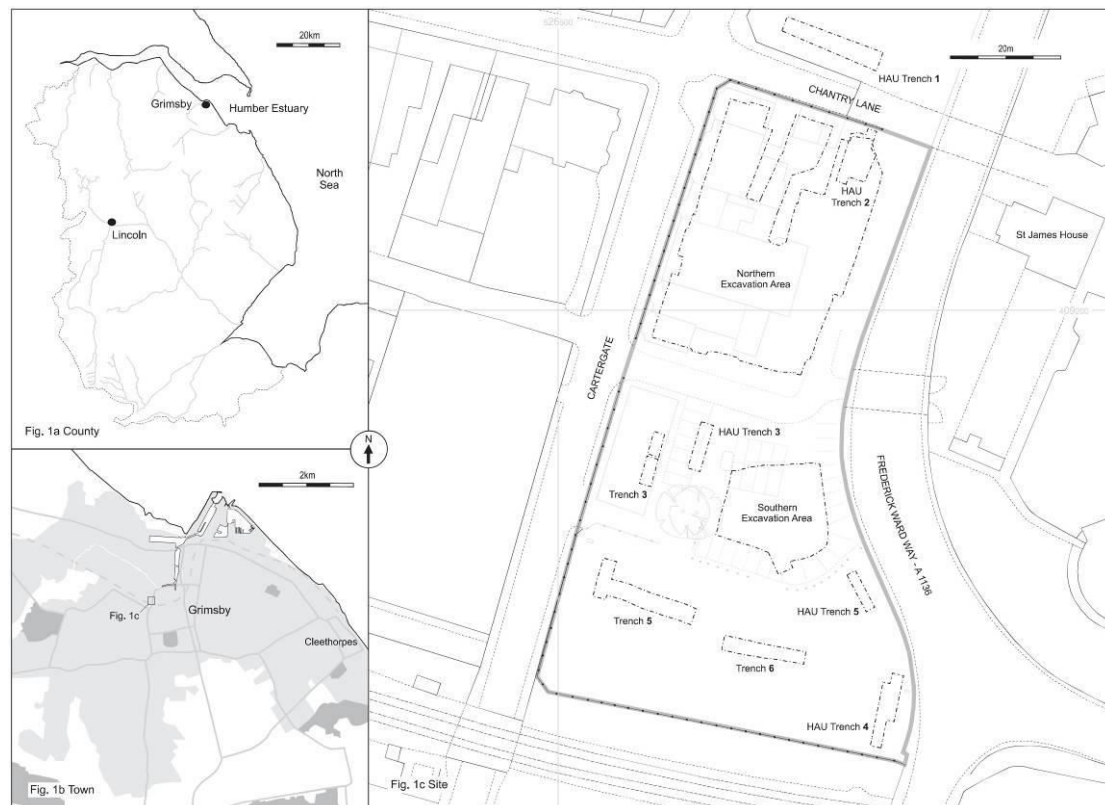 20km
Grimsby
Humber Estuary
North
Sea
Lincoln
Fig. 1a County
N
2km
Fig. 1c
Grimsby
Cleethorpes
Fig. 1b Town
20m
HAU Trench 1
CHANTRY LANE
HAU
Trench 2
St James House
Northern
Excavation Area
CARTERGATE
HAU Trench 3
Trench 3
Southern
Excavation Area
FREDERICK WARD WAY - A 1136
HAU Trench 5
Trench 5
Trench 6
HAU Trench 4
Fig. 1c Site